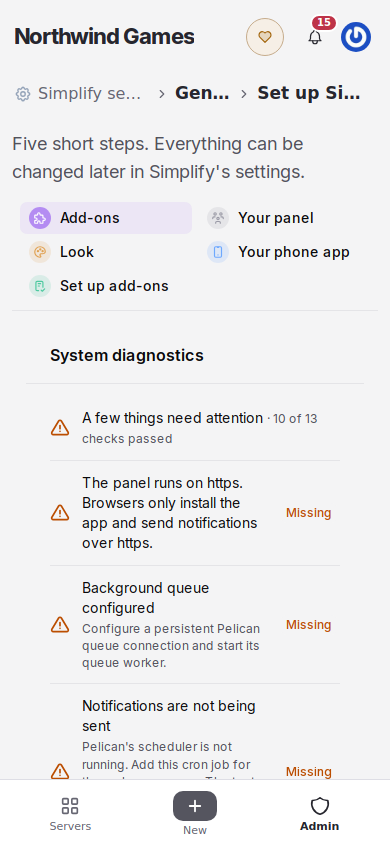 Northwind Games
15
Simplify se... > Gen... > Set up Si...
Five short steps. Everything can be
changed later in Simplify's settings.
Add-ons
Your panel
Look
Your phone app
Set up add-ons
System diagnostics
A few things need attention · 10 of 13
checks passed
The panel runs on https.
Browsers only install the
app and send notifications
over https.
Missing
Background queue
configured
Configure a persistent Pelican
queue connection and start its
queue worker.
Missing
Notifications are not being
sent
Pelican's scheduler is not
running. Add this cron job for
Missing
Servers
New
Admin